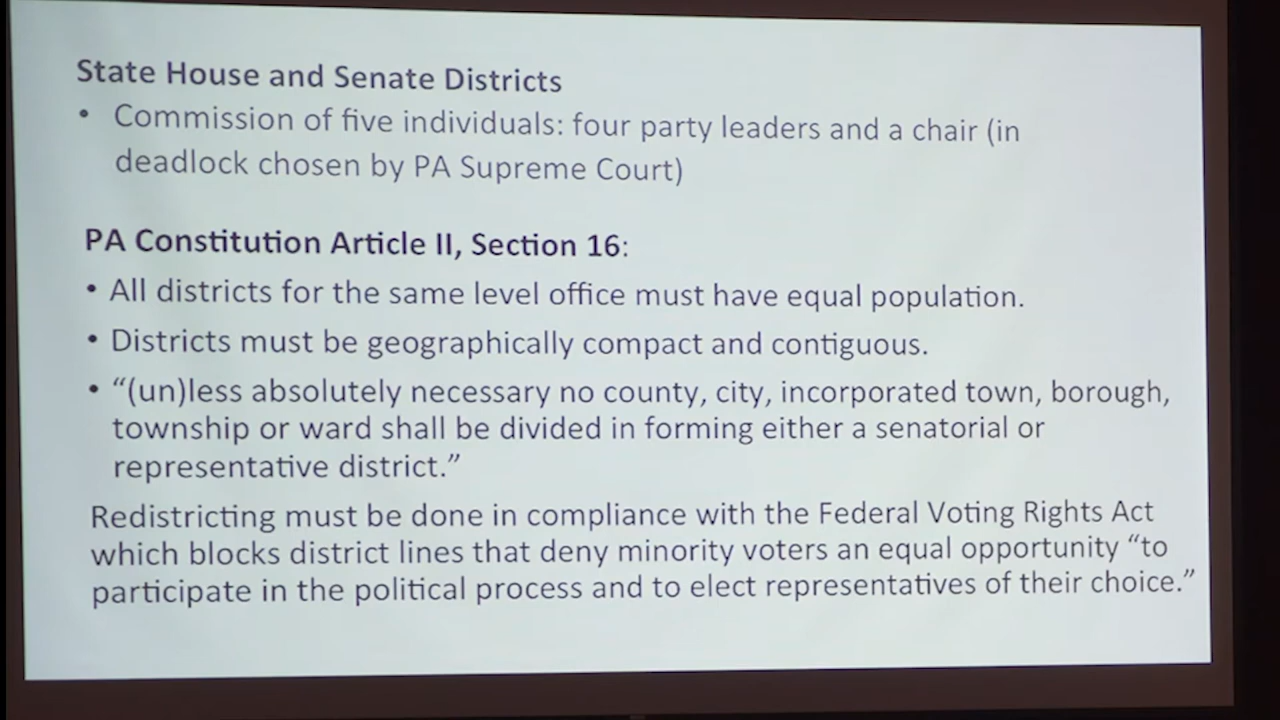 State House and Senate Districts
• Commission of five individuals: four party leaders and a chair (in
deadlock chosen by PA Supreme Court)
PA Constitution Article II, Section 16:
• All districts for the same level office must have equal population.
• Districts must be geographically compact and contiguous.
• “(un)less absolutely necessary no county, city, incorporated town, borough,
township or ward shall be divided in forming either a senatorial or
representative district.”
Redistricting must be done in compliance with the Federal Voting Rights Act
which blocks district lines that deny minority voters an equal opportunity “to
participate in the political process and to elect representatives of their choice.”